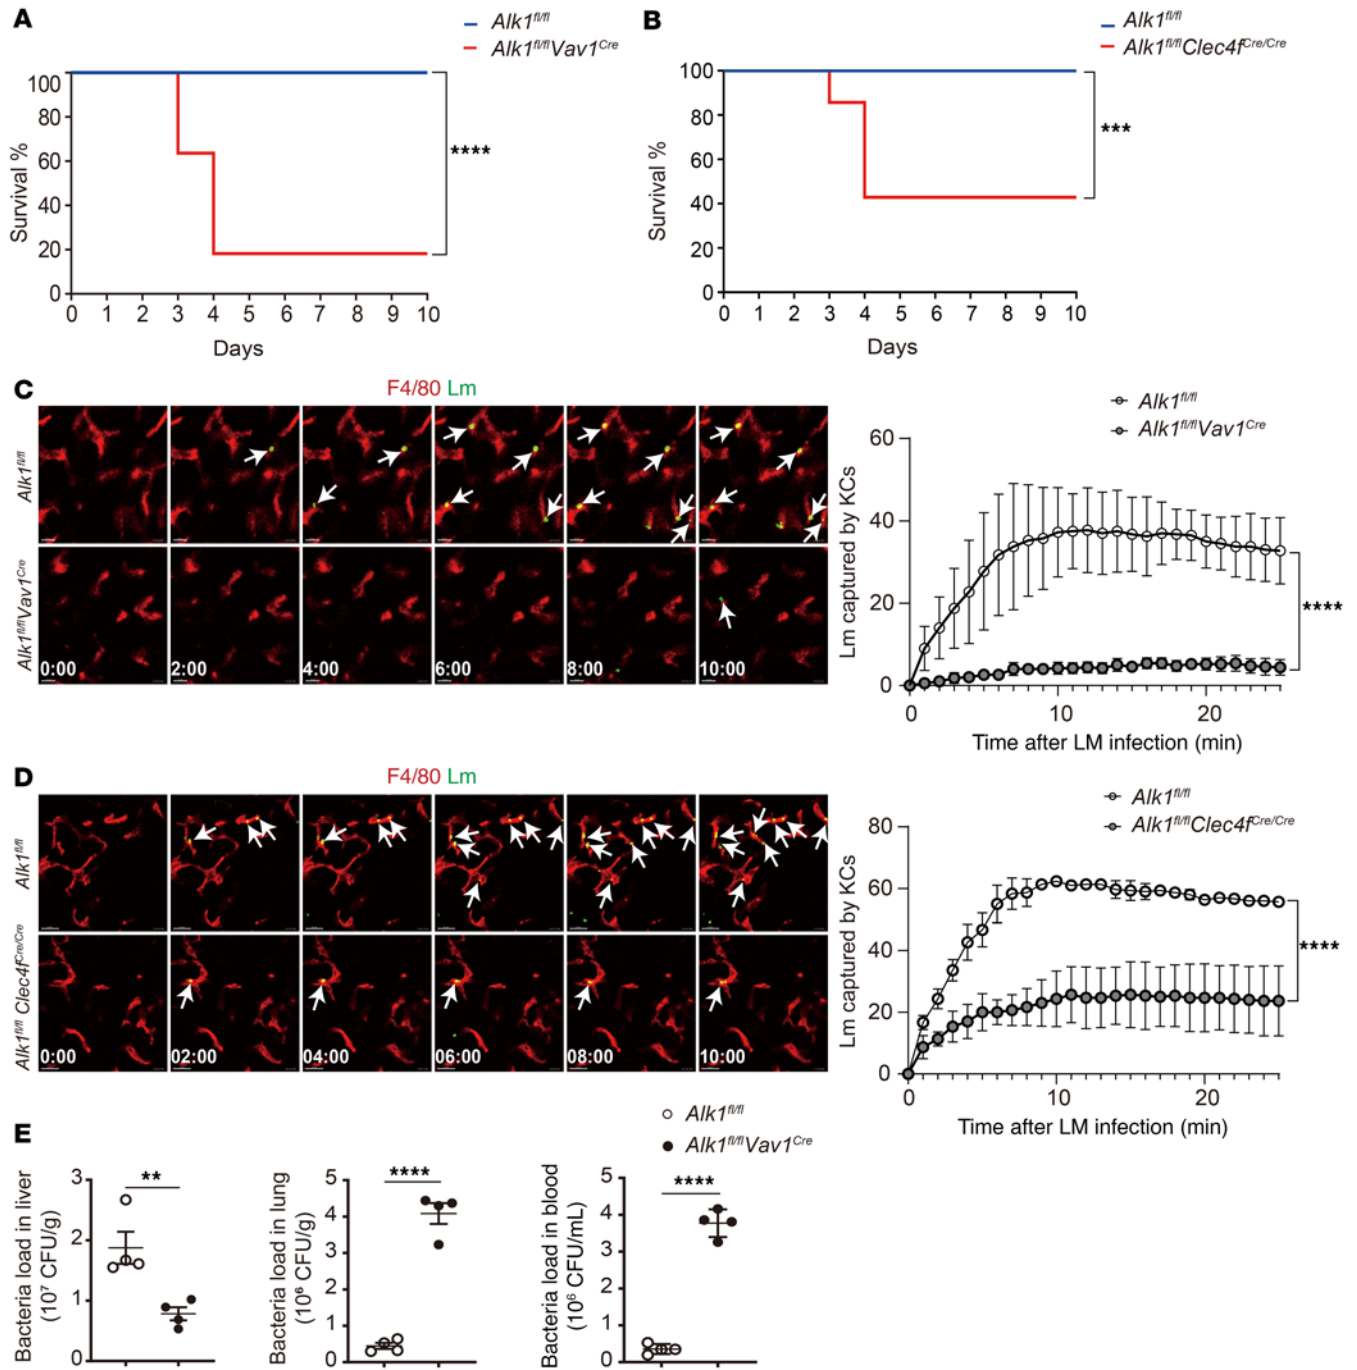 A
Alk1fl/fl
Alk1fl/flVav1Cre
100
80
60
40
20
0
Survival %
0 1 2 3 4 5 6 7 8 9 10
Days
****
B
Alk1fl/fl
Alk1fl/flClec4fCre/Cre
100
80
60
40
20
0
Survival %
0 1 2 3 4 5 6 7 8 9 10
Days
***
C
F4/80 Lm
Alk1fl/fl
Alk1fl/flVav1Cre
0:00 2:00 4:00 6:00 8:00 10:00
Alk1fl/fl
Alk1fl/flVav1Cre
Lm captured by KCs
60
40
20
0
0 10 20
Time after LM infection (min)
****
D
F4/80 Lm
Alk1fl/fl
Alk1fl/fl Clec4fCre/Cre
0:00 02:00 04:00 06:00 08:00 10:00
Alk1fl/fl
Alk1fl/flClec4fCre/Cre
Lm captured by KCs
80
60
40
20
0
0 10 20
Time after LM infection (min)
****
E
Alk1fl/fl
Alk1fl/flVav1Cre
Bacteria load in liver
(10⁷ CFU/g)
3
2
1
0
**
Bacteria load in lung
(10⁶ CFU/g)
5
4
3
2
1
0
****
Bacteria load in blood
(10⁶ CFU/mL)
5
4
3
2
1
0
****